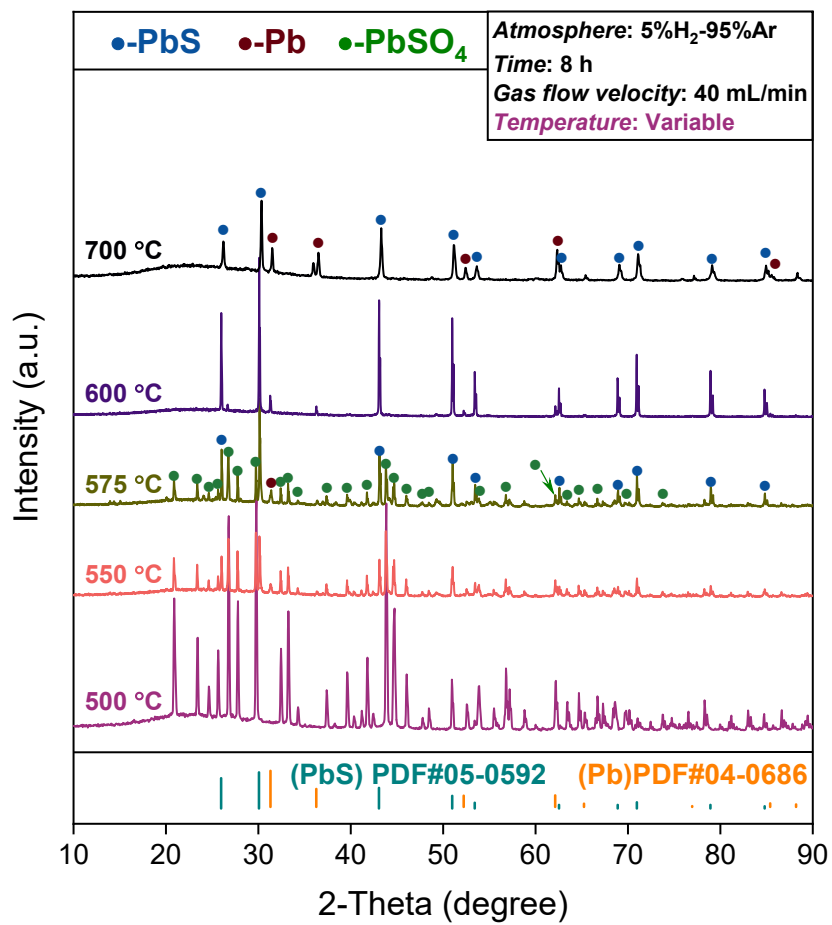 ●-PbS ●-Pb ●-PbSO₄
Atmosphere: 5%H₂-95%Ar
Time: 8 h
Gas flow velocity: 40 mL/min
Temperature: Variable
700 °C
600 °C
575 °C
550 °C
500 °C
Intensity (a.u.)
(PbS) PDF#05-0592 (Pb)PDF#04-0686
10 20 30 40 50 60 70 80 90
2-Theta (degree)